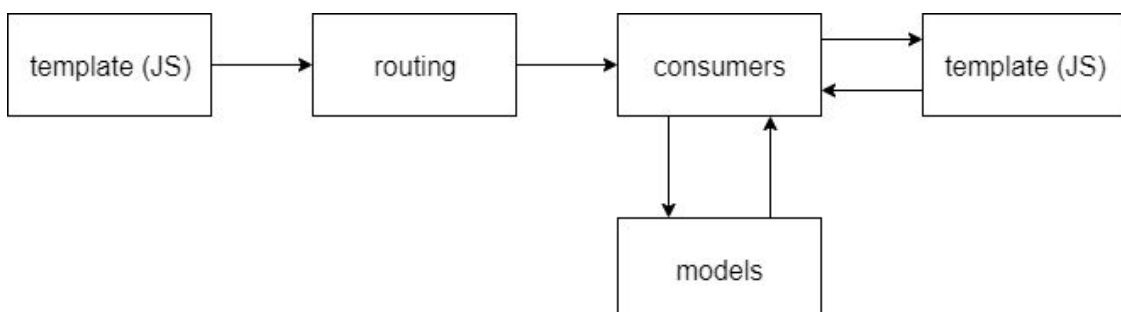 template (JS)
routing
consumers
template (JS)
models